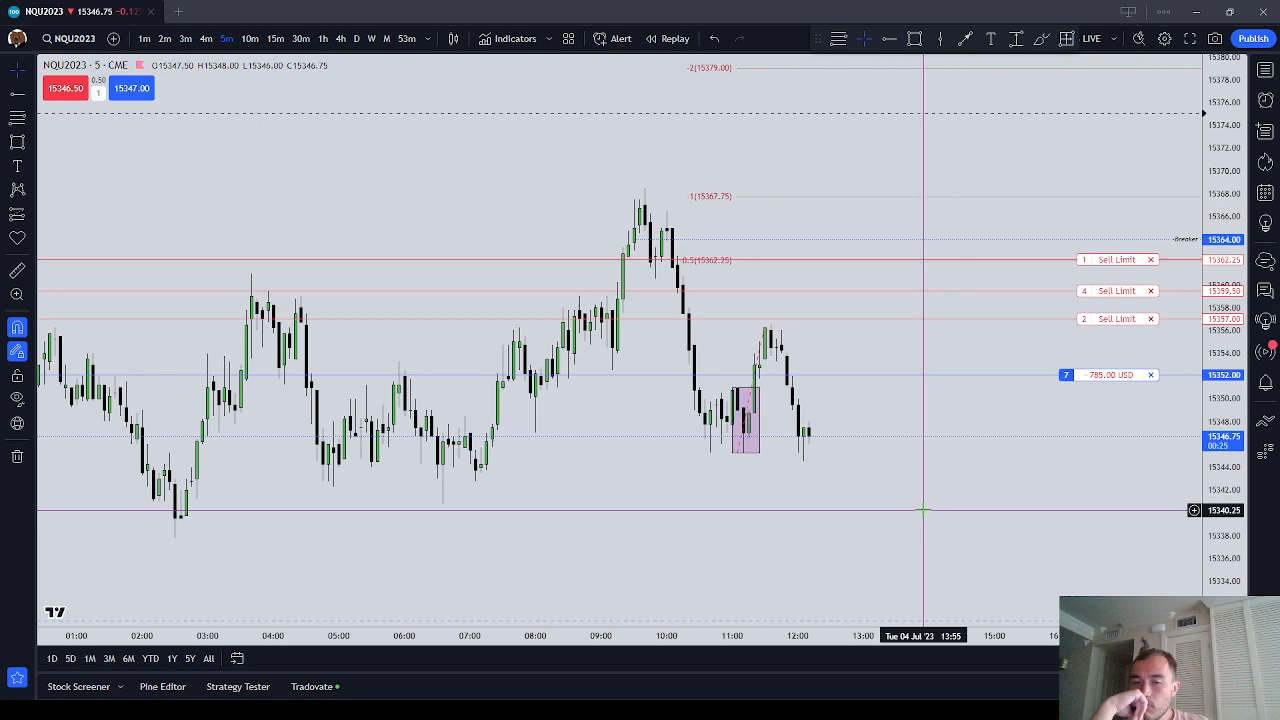 NQU2023 ▼ 15346.75 −0.12
NQU2023 1m 2m 3m 4m 5m 10m 15m 30m 1h 4h D W M 53m Indicators Alert Replay LIVE Publish
NQU2023 · 5 · CME O15347.50 H15348.00 L15346.00 C15346.75
15346.50 0.50 1 15347.00
-2(15379.00)
-1(15367.75)
-Breaker
-0.5(15362.25)
1 Sell Limit ×
4 Sell Limit ×
2 Sell Limit ×
7 −785.00 USD ×
15380.00
15378.00
15376.00
15374.00
15372.00
15370.00
15368.00
15366.00
15364.00
15362.25
15359.50
15358.00
15357.00
15356.00
15354.00
15352.00
15350.00
15348.00
15346.75
00:25
15344.00
15342.00
15340.25
15338.00
15336.00
15334.00
01:00 02:00 03:00 04:00 05:00 06:00 07:00 08:00 09:00 10:00 11:00 12:00 13:00 Tue 04 Jul '23 13:55 15:00
1D 5D 1M 3M 6M YTD 1Y 5Y All
Stock Screener Pine Editor Strategy Tester Tradovate